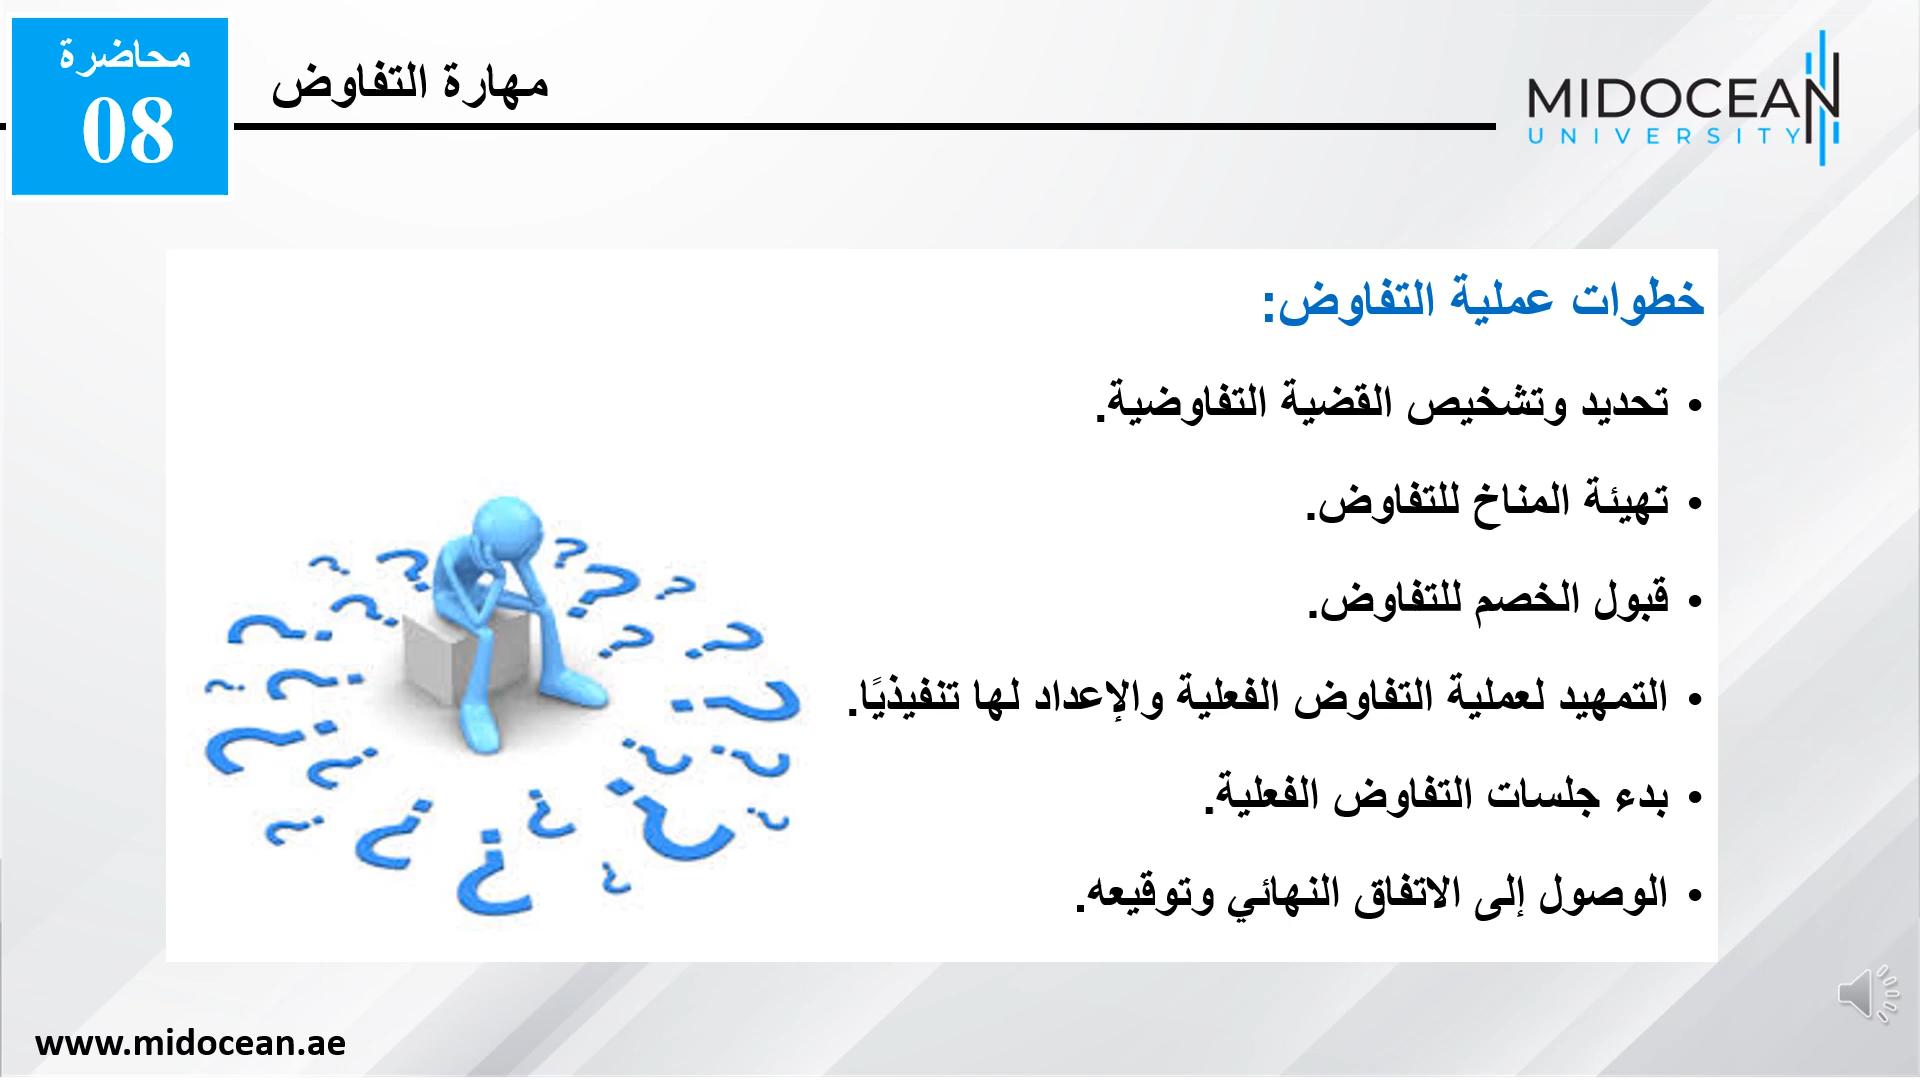 محاضرة
08
مهارة التفاوض
MIDOCEAN
UNIVERSITY
خطوات عملية التفاوض:
• تحديد وتشخيص القضية التفاوضية.
• تهيئة المناخ للتفاوض.
• قبول الخصم للتفاوض.
• التمهيد لعملية التفاوض الفعلية والإعداد لها تنفيذيًا.
• بدء جلسات التفاوض الفعلية.
• الوصول إلى الاتفاق النهائي وتوقيعه.
www.midocean.ae